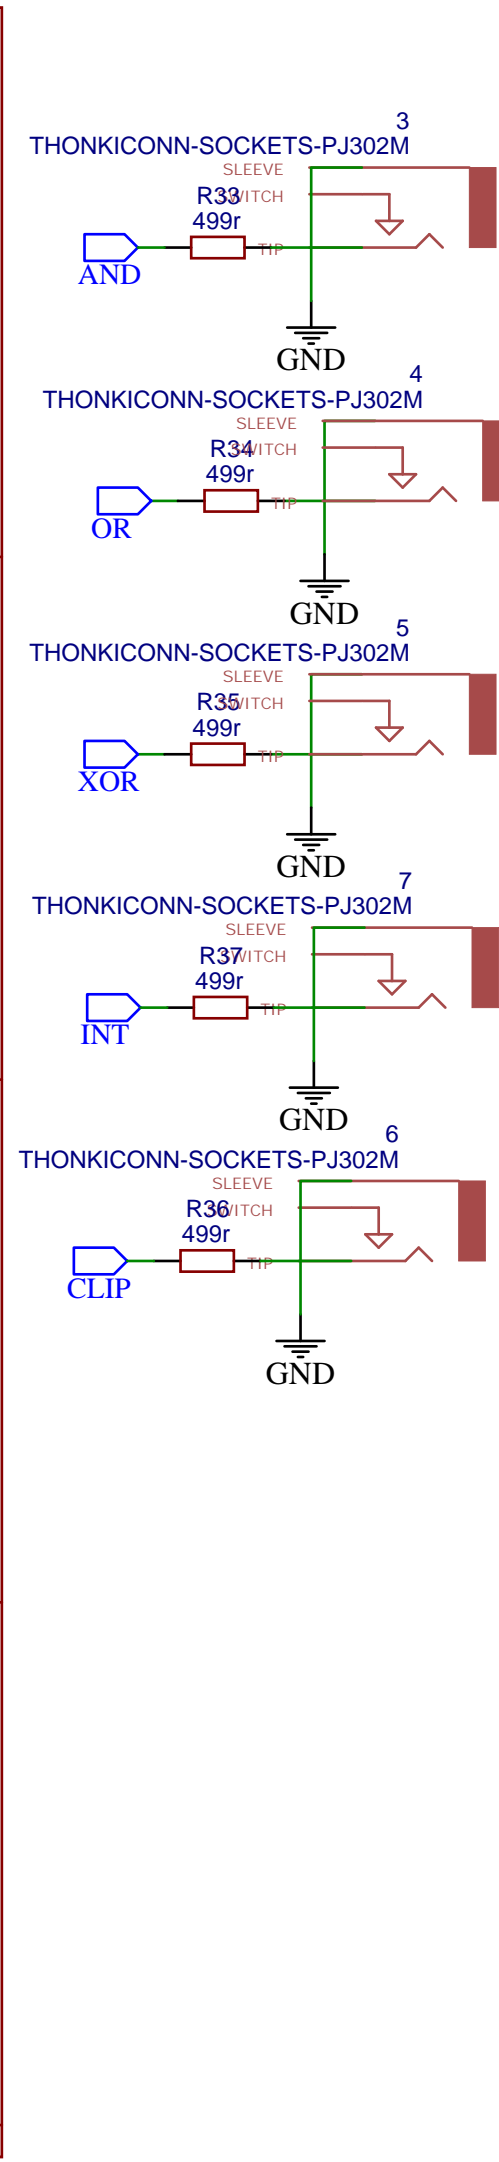 3
THONKICONN-SOCKETS-PJ302M
SLEEVE
R33
SWITCH
499r
TIP
AND
GND
4
THONKICONN-SOCKETS-PJ302M
SLEEVE
R34
SWITCH
499r
TIP
OR
GND
5
THONKICONN-SOCKETS-PJ302M
SLEEVE
R35
SWITCH
499r
TIP
XOR
GND
7
THONKICONN-SOCKETS-PJ302M
SLEEVE
R37
SWITCH
499r
TIP
INT
GND
6
THONKICONN-SOCKETS-PJ302M
SLEEVE
R36
SWITCH
499r
TIP
CLIP
GND